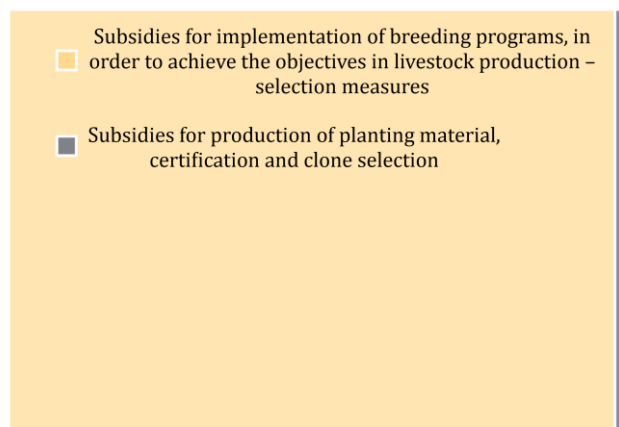 Subsidies for implementation of breeding programs, in
order to achieve the objectives in livestock production –
selection measures
Subsidies for production of planting material,
certification and clone selection